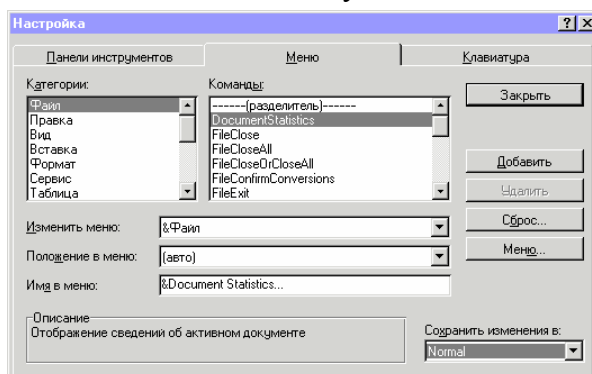 Настройка
Панели инструментов Меню Клавиатура
Категории:
Файл
Правка
Вид
Вставка
Формат
Сервис
Таблица
Команды:
------(разделитель)------
DocumentStatistics
FileClose
FileCloseAll
FileCloseOrCloseAll
FileConfirmConversions
FileExit
Закрыть
Добавить
Удалить
Сброс...
Меню...
Изменить меню: &Файл
Положение в меню: (авто)
Имя в меню: &Document Statistics...
Описание
Отображение сведений об активном документе
Сохранить изменения в:
Normal